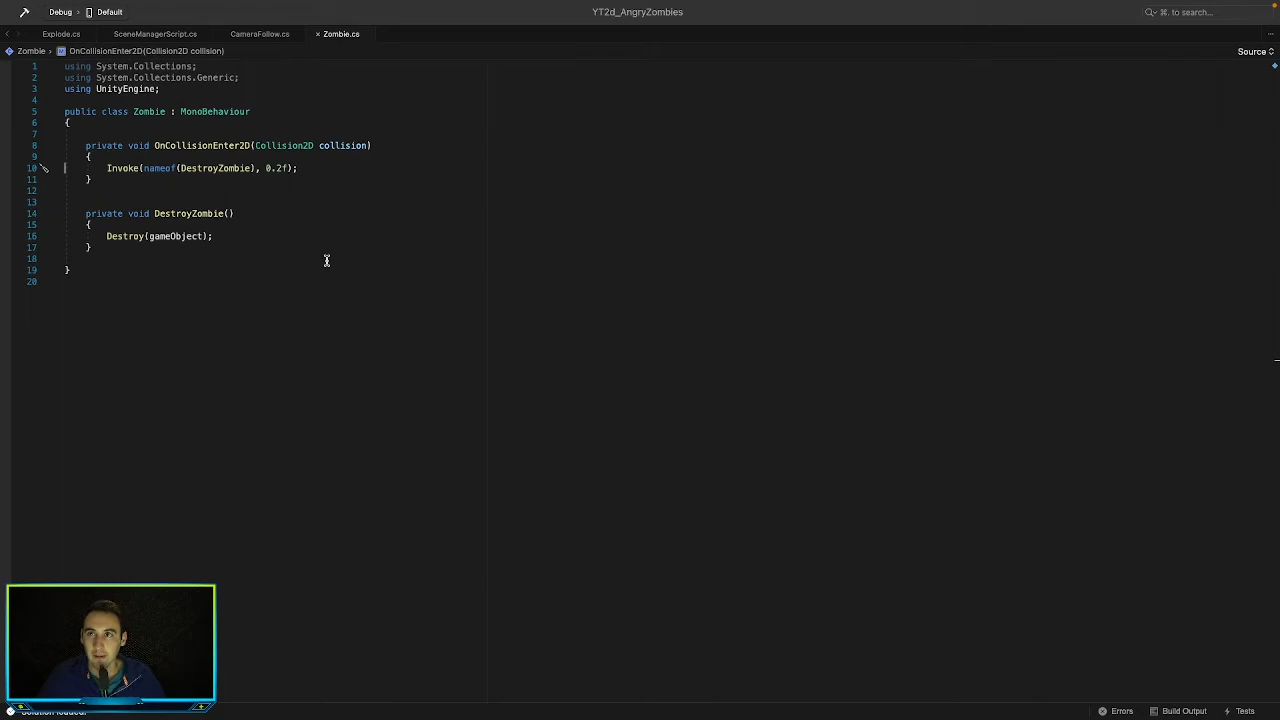 Debug > Default
YT2d_AngryZombies
⌘. to search...
Explode.cs
SceneManagerScript.cs
CameraFollow.cs
× Zombie.cs
Zombie > M OnCollisionEnter2D(Collision2D collision)
Source
1 using System.Collections;
2 using System.Collections.Generic;
3 using UnityEngine;
4
5 public class Zombie : MonoBehaviour
6 {
7
8 private void OnCollisionEnter2D(Collision2D collision)
9 {
10 Invoke(nameof(DestroyZombie), 0.2f);
11 }
12
13
14 private void DestroyZombie()
15 {
16 Destroy(gameObject);
17 }
18
19 }
20
Solution loaded.
Errors
Build Output
Tests